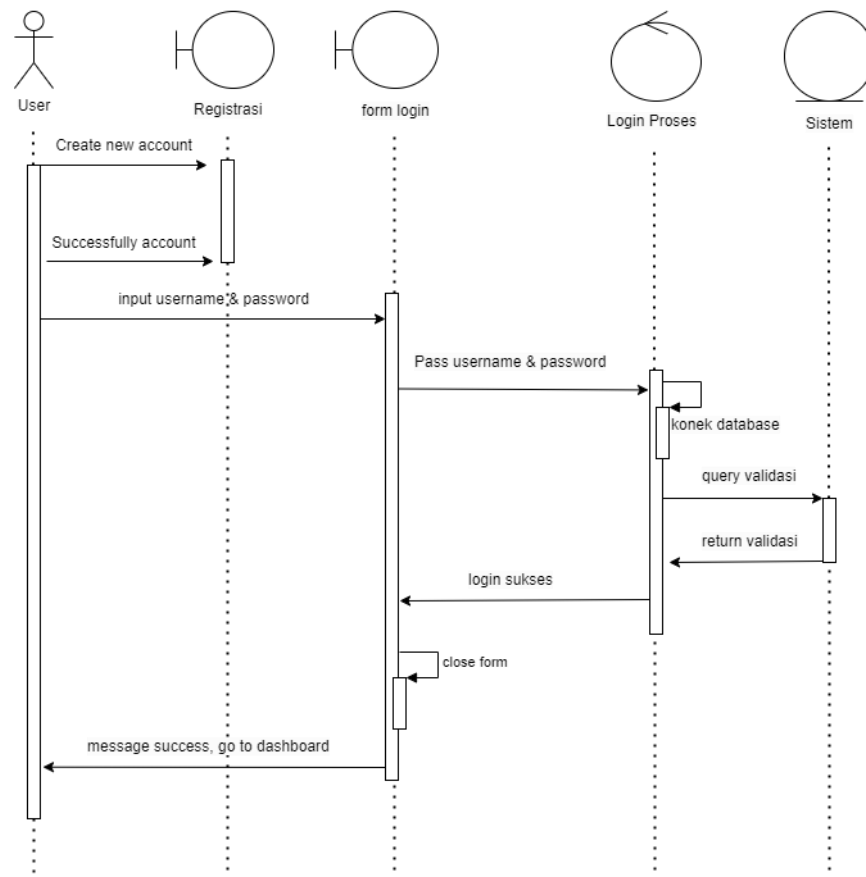 User
Registrasi
form login
Login Proses
Sistem
Create new account
Successfully account
input username & password
Pass username & password
konek database
query validasi
return validasi
login sukses
close form
message success, go to dashboard